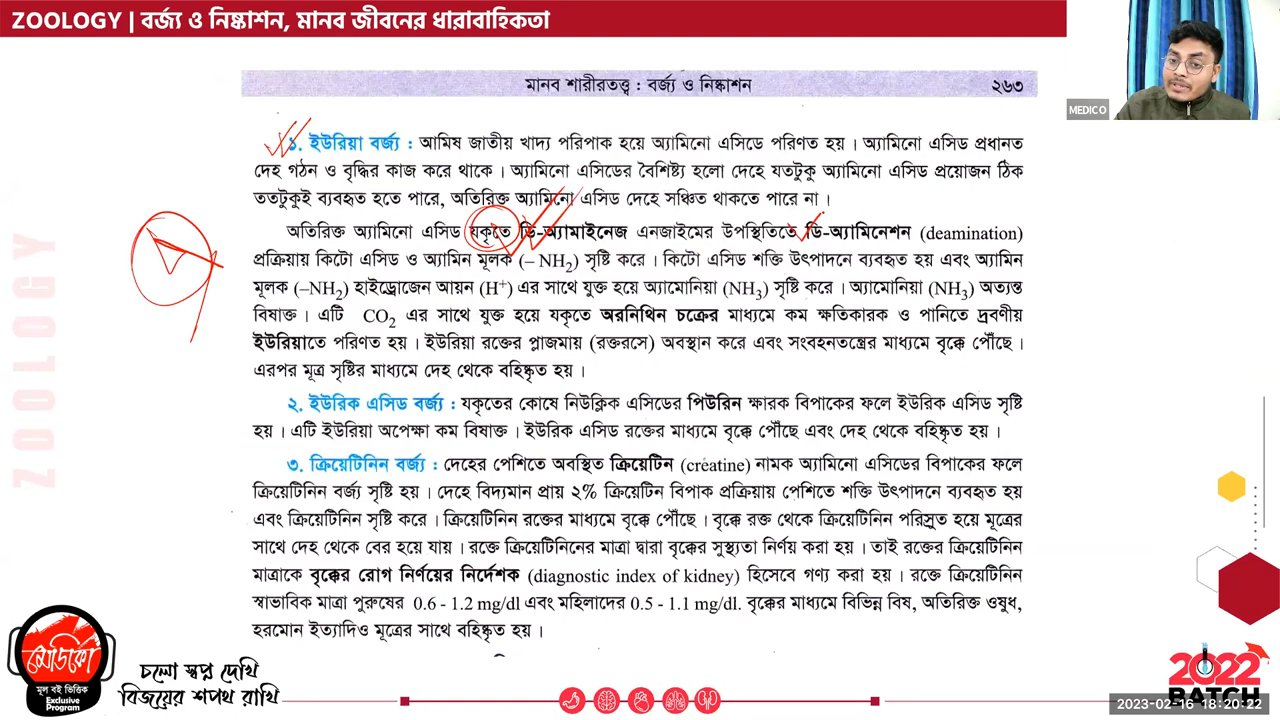 ZOOLOGY | বর্জ্য ও নিষ্কাশন, মানব জীবনের ধারাবাহিকতা
মানব শারীরতত্ত্ব : বর্জ্য ও নিষ্কাশন ২৬৩
MEDICO
১. ইউরিয়া বর্জ্য : আমিষ জাতীয় খাদ্য পরিপাক হয়ে অ্যামিনো এসিডে পরিণত হয়। অ্যামিনো এসিড প্রধানত
দেহ গঠন ও বৃদ্ধির কাজ করে থাকে। অ্যামিনো এসিডের বৈশিষ্ট্য হলো দেহে যতটুকু অ্যামিনো এসিড প্রয়োজন ঠিক
ততটুকুই ব্যবহৃত হতে পারে, অতিরিক্ত অ্যামিনো এসিড দেহে সঞ্চিত থাকতে পারে না।
অতিরিক্ত অ্যামিনো এসিড যকৃতে ডি-অ্যামাইনেজ এনজাইমের উপস্থিতিতে ডি-অ্যামিনেশন (deamination)
প্রক্রিয়ায় কিটো এসিড ও অ্যামিন মূলক (– NH₂) সৃষ্টি করে। কিটো এসিড শক্তি উৎপাদনে ব্যবহৃত হয় এবং অ্যামিন
মূলক (–NH₂) হাইড্রোজেন আয়ন (H⁺) এর সাথে যুক্ত হয়ে অ্যামোনিয়া (NH₃) সৃষ্টি করে। অ্যামোনিয়া (NH₃) অত্যন্ত
বিষাক্ত। এটি CO₂ এর সাথে যুক্ত হয়ে যকৃতে অরনিথিন চক্রের মাধ্যমে কম ক্ষতিকারক ও পানিতে দ্রবণীয়
ইউরিয়াতে পরিণত হয়। ইউরিয়া রক্তের প্লাজমায় (রক্তরসে) অবস্থান করে এবং সংবহনতন্ত্রের মাধ্যমে বৃক্কে পৌঁছে।
এরপর মূত্র সৃষ্টির মাধ্যমে দেহ থেকে বহিষ্কৃত হয়।
২. ইউরিক এসিড বর্জ্য : যকৃতের কোষে নিউক্লিক এসিডের পিউরিন ক্ষারক বিপাকের ফলে ইউরিক এসিড সৃষ্টি
হয়। এটি ইউরিয়া অপেক্ষা কম বিষাক্ত। ইউরিক এসিড রক্তের মাধ্যমে বৃক্কে পৌঁছে এবং দেহ থেকে বহিষ্কৃত হয়।
৩. ক্রিয়েটিনিন বর্জ্য : দেহের পেশিতে অবস্থিত ক্রিয়েটিন (creatine) নামক অ্যামিনো এসিডের বিপাকের ফলে
ক্রিয়েটিনিন বর্জ্য সৃষ্টি হয়। দেহে বিদ্যমান প্রায় ২% ক্রিয়েটিন বিপাক প্রক্রিয়ায় পেশিতে শক্তি উৎপাদনে ব্যবহৃত হয়
এবং ক্রিয়েটিনিন সৃষ্টি করে। ক্রিয়েটিনিন রক্তের মাধ্যমে বৃক্কে পৌঁছে। বৃক্কে রক্ত থেকে ক্রিয়েটিনিন পরিস্রুত হয়ে মূত্রের
সাথে দেহ থেকে বের হয়ে যায়। রক্তে ক্রিয়েটিনিনের মাত্রা দ্বারা বৃক্কের সুস্থ্যতা নির্ণয় করা হয়। তাই রক্তের ক্রিয়েটিনিন
মাত্রাকে বৃক্কের রোগ নির্ণয়ের নির্দেশক (diagnostic index of kidney) হিসেবে গণ্য করা হয়। রক্তে ক্রিয়েটিনিন
স্বাভাবিক মাত্রা পুরুষের 0.6 - 1.2 mg/dl এবং মহিলাদের 0.5 - 1.1 mg/dl. বৃক্কের মাধ্যমে বিভিন্ন বিষ, অতিরিক্ত ওষুধ,
হরমোন ইত্যাদিও মূত্রের সাথে বহিষ্কৃত হয়।
ZOOLOGY
মেডিকো
মূল বই ভিত্তিক
Exclusive
Program
চলো স্বপ্ন দেখি
বিজয়ের শপথ রাখি
2022
BATCH
2023-02-16 18:20:22